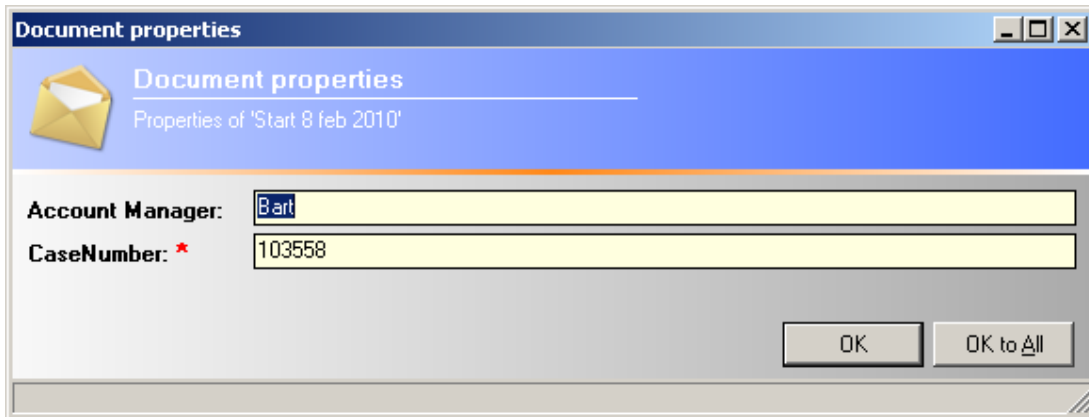 Document properties
Document properties
Properties of 'Start 8 feb 2010'
Account Manager: Bart
CaseNumber: * 103558
OK OK to All